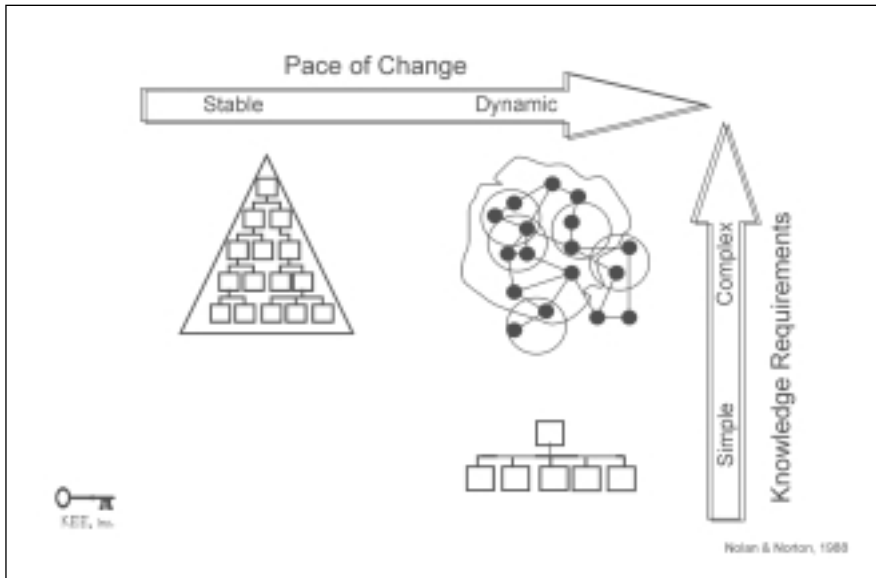 Pace of Change
Stable
Dynamic
Complex
Simple
Knowledge Requirements
KEE, Inc.
Nolan & Norton, 1988